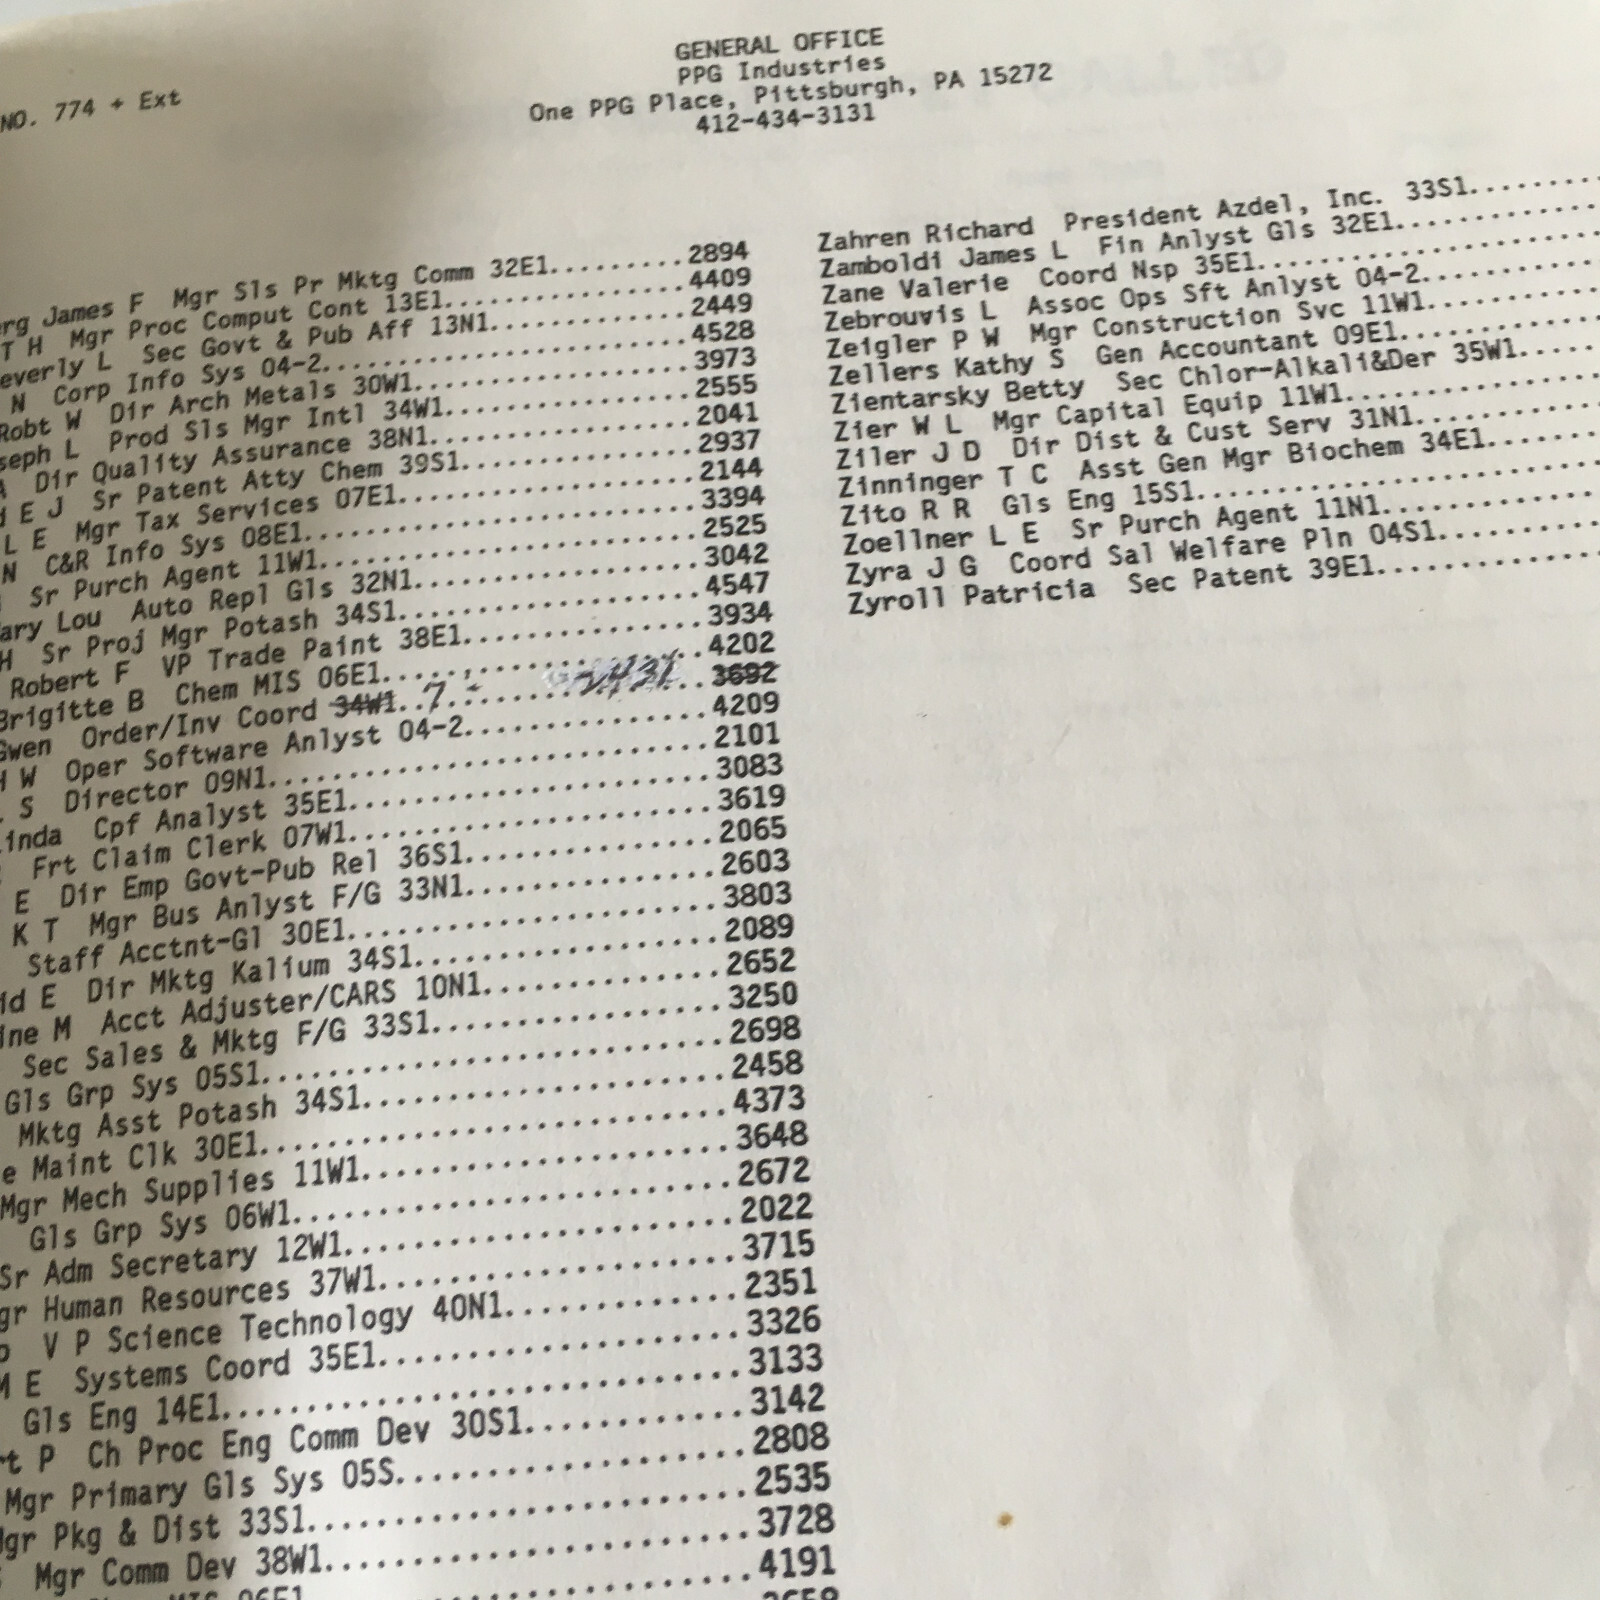 GENERAL OFFICE
PPG Industries
One PPG Place, Pittsburgh, PA 15272
412-434-3131
NO. 774 + Ext
James F Mgr Sls Pr Mktg Comm 32E1.........2894
T H Mgr Proc Comput Cont 13E1................4409
L Sec Govt & Pub Aff 13N1.............2449
N Corp Info Sys 04-2.........................4528
Robt W Dir Arch Metals 30W1...................3973
L Prod Sls Mgr Intl 34W1.................2555
Dir Quality Assurance 38N1..................2041
E J Sr Patent Atty Chem 39S1................2937
L E Mgr Tax Services 07E1....................2144
N C&R Info Sys 08E1..........................3394
Sr Purch Agent 11W1.........................2525
Lou Auto Repl Gls 32N1....................3042
H Sr Proj Mgr Potash 34S1....................4547
Robert F VP Trade Paint 38E1................3934
Brigitte B Chem MIS 06E1......................4202
Gwen Order/Inv Coord 34W1..7..................3692
H W Oper Software Anlyst 04-2................4209
S Director 09N1..............................2101
Cpf Analyst 35E1.........................3083
Frt Claim Clerk 07W1........................3619
E Dir Emp Govt-Pub Rel 36S1.................2065
K T Mgr Bus Anlyst F/G 33N1.................2603
Staff Acctnt-Gl 30E1.......................3803
E Dir Mktg Kalium 34S1....................2089
M Acct Adjuster/CARS 10N1...............2652
Sec Sales & Mktg F/G 33S1..................3250
Gls Grp Sys 05S1............................2698
Mktg Asst Potash 34S1......................2458
Maint Clk 30E1............................4373
Mgr Mech Supplies 11W1......................3648
Gls Grp Sys 06W1...........................2672
Sr Adm Secretary 12W1.......................2022
Human Resources 37W1.....................3715
V P Science Technology 40N1...............2351
M E Systems Coord 35E1.....................3326
Gls Eng 14E1..............................3133
P Ch Proc Eng Comm Dev 30S1............3142
Mgr Primary Gls Sys 05S...................2808
Pkg & Dist 33S1........................2535
Mgr Comm Dev 38W1........................3728
MIS 06E1...........................4191
Zahren Richard President Azdel, Inc. 33S1........
Zamboldi James L Fin Anlyst Gls 32E1.............
Zane Valerie Coord Nsp 35E1......................
Zebrouvis L Assoc Ops Sft Anlyst 04-2............
Zeigler P W Mgr Construction Svc 11W1............
Zellers Kathy S Gen Accountant 09E1..............
Zientarsky Betty Sec Chlor-Alkali&Der 35W1.......
Zier W L Mgr Capital Equip 11W1..................
Ziler J D Dir Dist & Cust Serv 31N1..............
Zinninger T C Asst Gen Mgr Biochem 34E1..........
Zito R R Gls Eng 15S1............................
Zoellner L E Sr Purch Agent 11N1.................
Zyra J G Coord Sal Welfare Pln 04S1..............
Zyroll Patricia Sec Patent 39E1..................